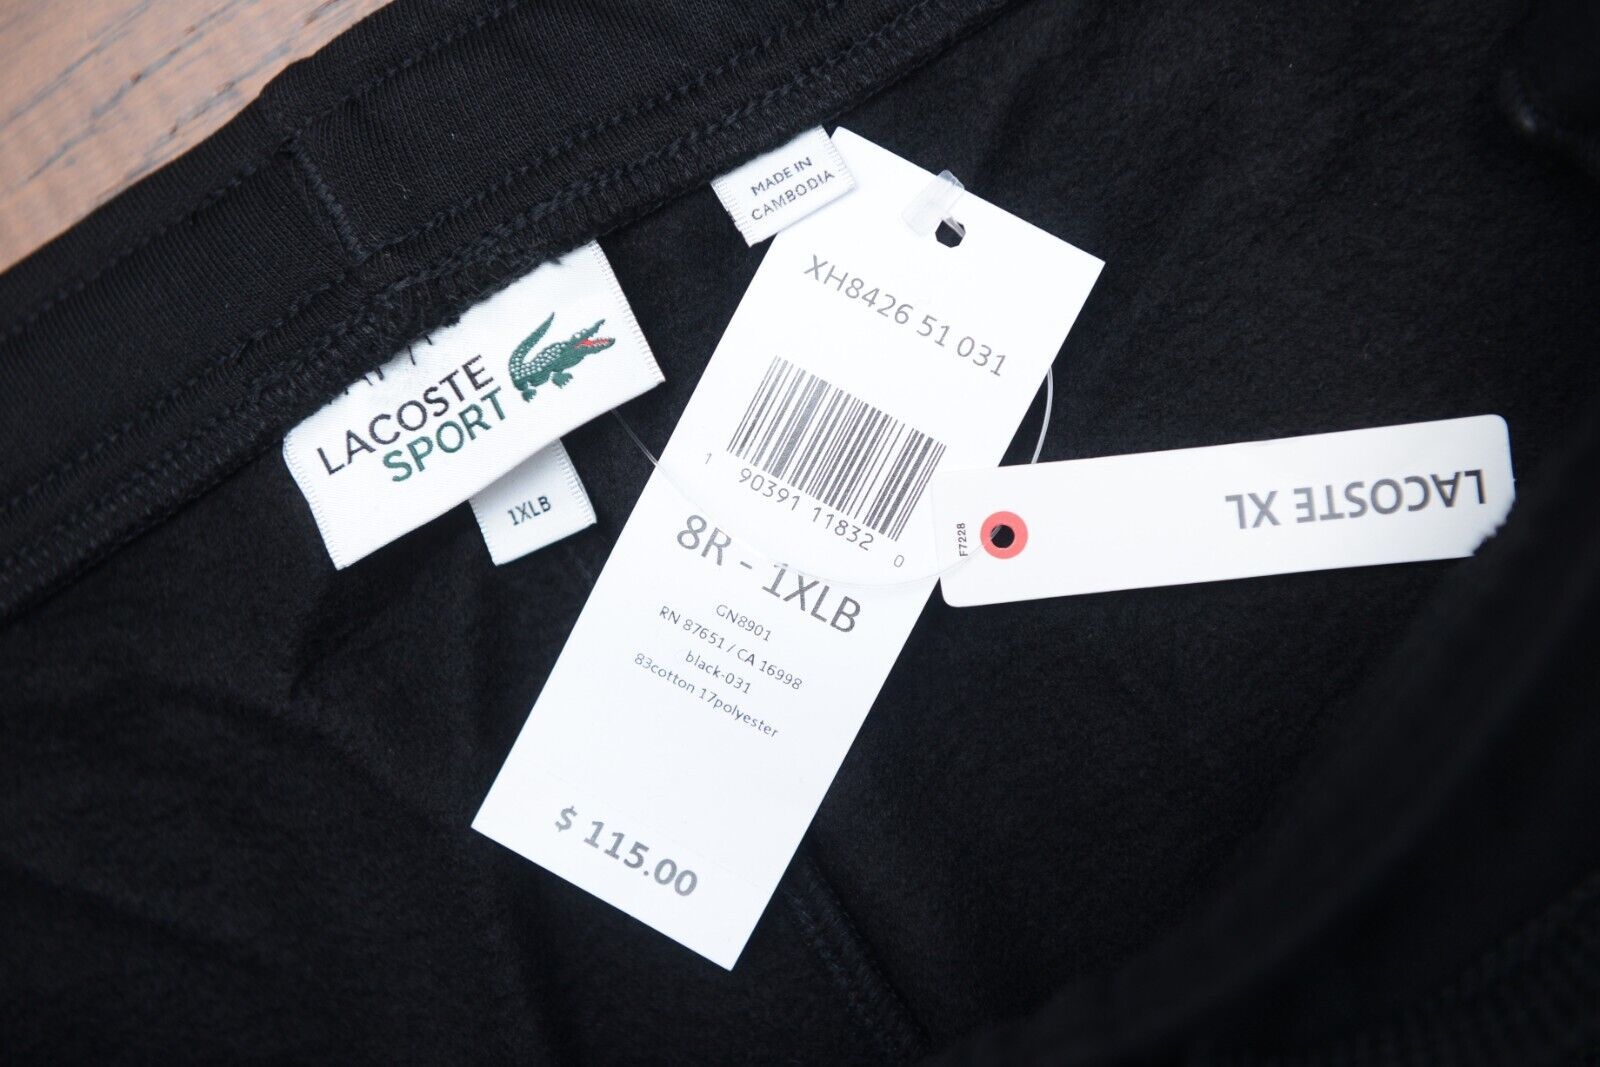 MADE IN
CAMBODIA
LACOSTE
SPORT
1XLB
XH8426 51 031
1 90391 11832 0
8R - 1XLB
GN8901
RN 87651 / CA 16998
black-031
83cotton 17polyester
$ 115.00
F7228
LACOSTE XL